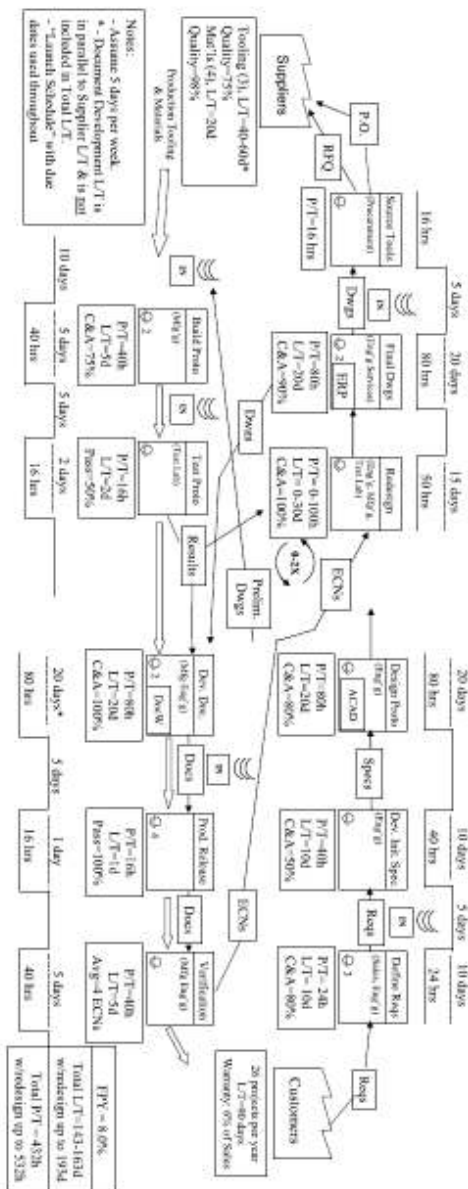 Reqs
Customers
26 projects per year
L/T=80 days
Warranty: 6% of Sales
Define Reqs
(Sales, Eng'g)
3
P/T= 24h
L/T= 10d
C&A=80%
10 days
24 hrs
5 days
IN
Reqs
Dev. Init. Spec
(Eng'g)
P/T=40h
L/T=10d
C&A=50%
10 days
40 hrs
Specs
Design Proto
(Eng'g)
ACAD
P/T=80h
L/T=20d
C&A=80%
20 days
80 hrs
ECNs
0-2X
Redesign
(Eng'g, Mfg'g,
Test Lab)
P/T= 0-100h
L/T= 0-30d
C&A=100%
15 days
50 hrs
Final Dwgs
(Eng'g Services)
2
ERP
P/T=80h
L/T=20d
C&A=90%
20 days
80 hrs
5 days
IN
Dwgs
Source Tools
(Procurement)
P/T=16 hrs
16 hrs
P.O.
RFQ
Suppliers
Tooling (3), L/T=40-60d*
Quality=75%
Mat'ls (4), L/T=20d
Quality=98%
Production Tooling
& Materials
Notes:
- Assume 5 days per week
* - Document Development L/T is
in parallel to Supplier L/T & is not
included in Total L/T
- "Launch Schedule" with due
dates used throughout
IN
Build Proto
(Mfg'g)
2
P/T=40h
L/T=5d
C&A=75%
10 days
5 days
40 hrs
IN
5 days
Test Proto
(Test Lab)
P/T=16h
L/T=2d
Pass=50%
2 days
16 hrs
Dwgs
Results
Prelim.
Dwgs
Dev. Doc.
(Mfg Eng'g)
2
DocW
P/T=80h
L/T=20d
C&A=100%
20 days*
80 hrs
Docs
IN
5 days
Prod. Release
4
P/T=16h
L/T=1d
Pass=100%
1 day
16 hrs
Docs
ECNs
Verification
(Mfg Eng'g)
P/T=40h
L/T=5d
Avg=4 ECNs
5 days
40 hrs
FPY = 8.0%
Total L/T=143-163d
w/redesign up to 193d
Total P/T = 432h
w/redesign up to 532h